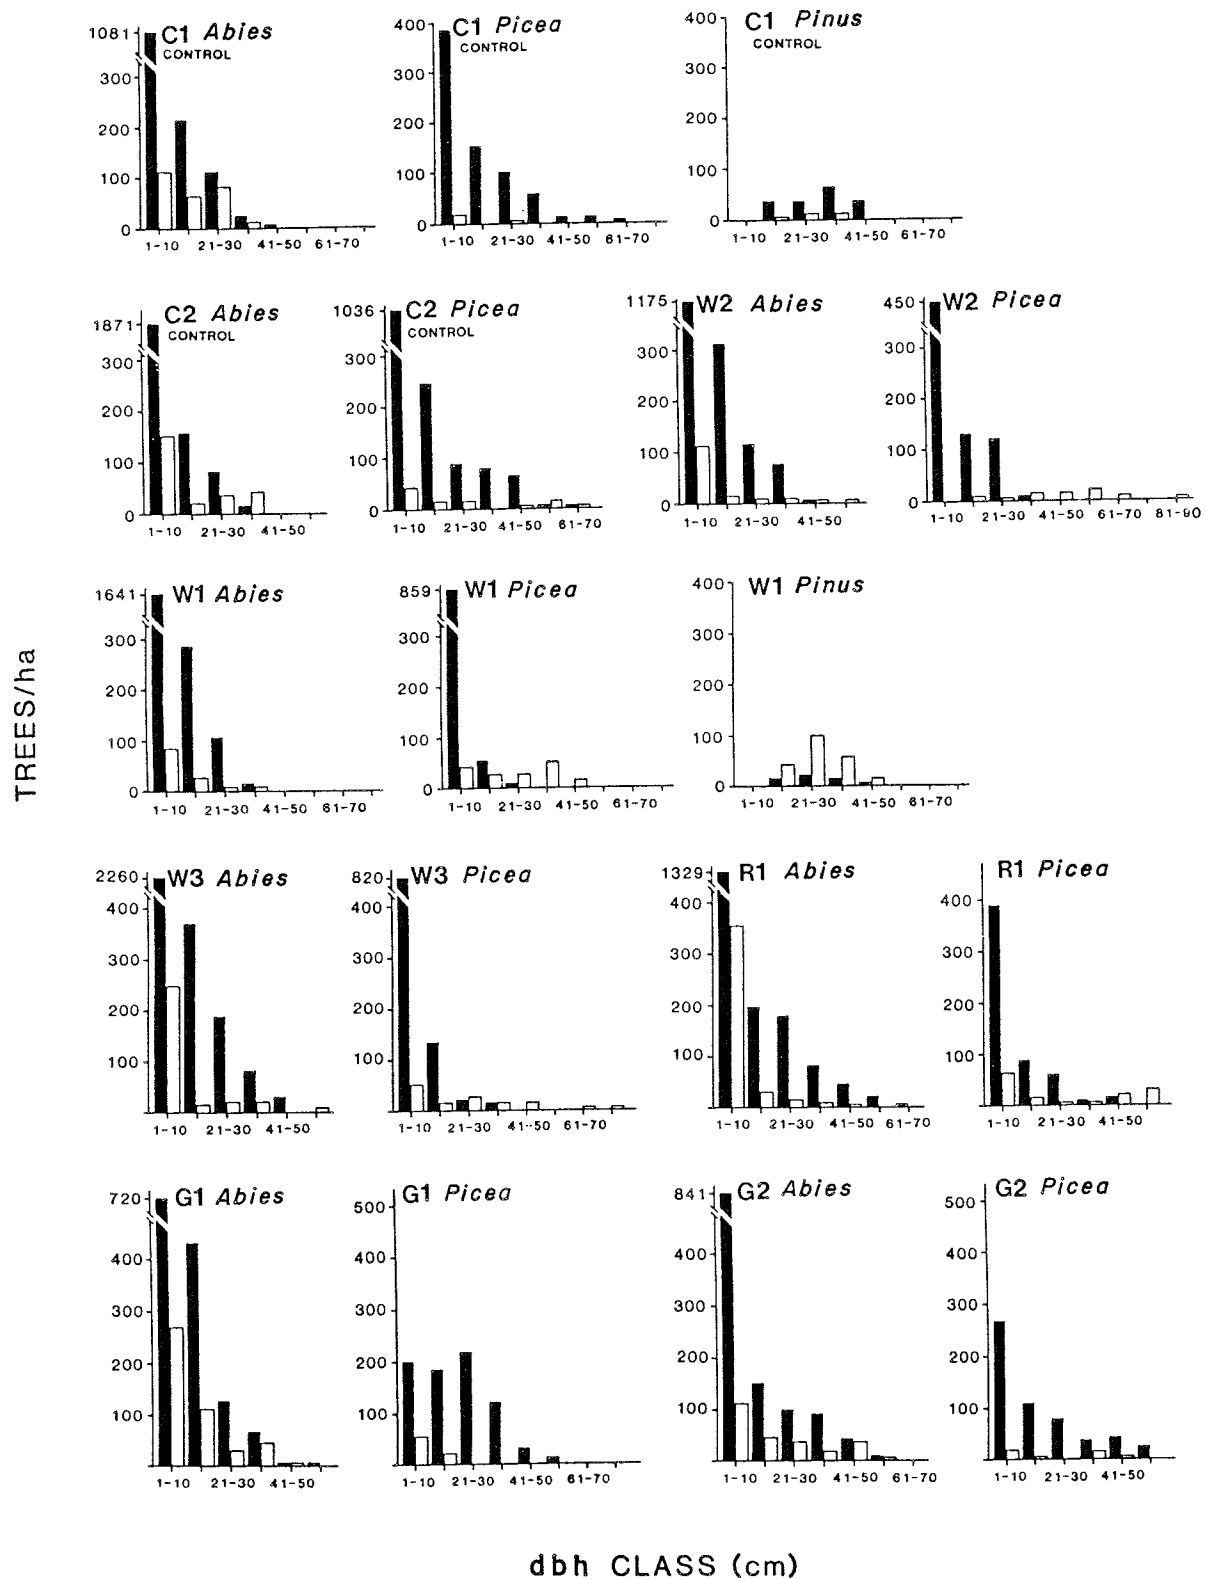 C1 Abies
CONTROL
1081
300
200
100
0
1-10 21-30 41-50 61-70
C1 Picea
CONTROL
400
300
200
100
0
1-10 21-30 41-50 61-70
C1 Pinus
CONTROL
400
300
200
100
0
1-10 21-30 41-50 61-70
C2 Abies
CONTROL
1871
300
200
100
0
1-10 21-30 41-50
C2 Picea
CONTROL
1036
300
200
100
0
1-10 21-30 41-50 61-70
W2 Abies
1175
300
200
100
0
1-10 21-30 41-50
W2 Picea
450
300
200
100
0
1-10 21-30 41-50 61-70 81-90
W1 Abies
1641
300
200
100
0
1-10 21-30 41-50 61-70
W1 Picea
859
300
200
100
0
1-10 21-30 41-50 61-70
W1 Pinus
400
300
200
100
0
1-10 21-30 41-50 61-70
TREES/ha
W3 Abies
2260
400
300
200
100
1-10 21-30 41-50
W3 Picea
820
400
300
200
100
1-10 21-30 41-50 61-70
R1 Abies
1329
400
300
200
100
1-10 21-30 41-50 61-70
R1 Picea
400
300
200
100
1-10 21-30 41-50
G1 Abies
720
400
300
200
100
1-10 21-30 41-50
G1 Picea
500
400
300
200
100
1-10 21-30 41-50 61-70
G2 Abies
841
400
300
200
100
1-10 21-30 41-50 61-70
G2 Picea
500
400
300
200
100
1-10 21-30 41-50
dbh CLASS (cm)